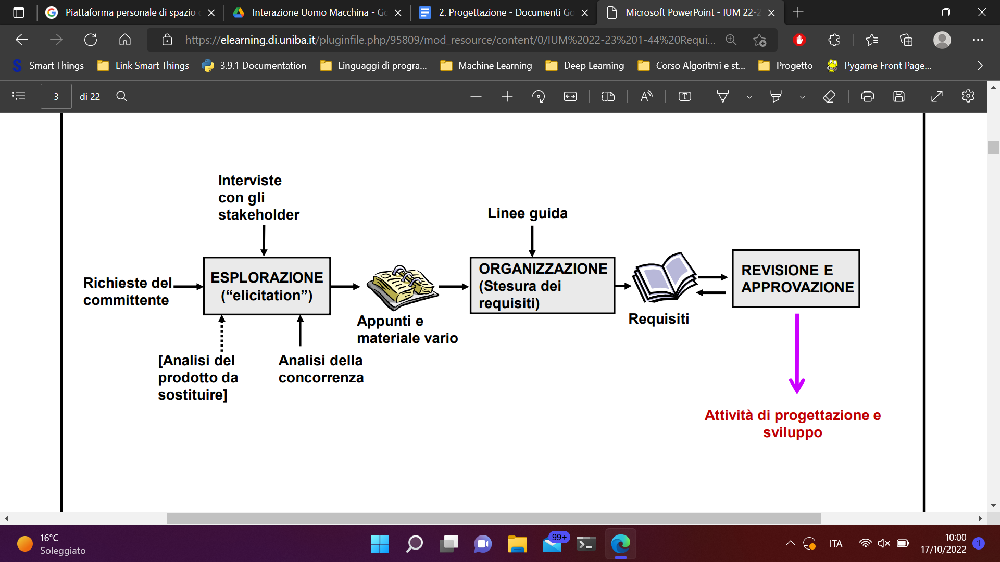 Piattaforma personale di spazio
Interazione Uomo Macchina - Go
2. Progettazione - Documenti Go
Microsoft PowerPoint - IUM 22-2
https://elearning.di.uniba.it/pluginfile.php/95809/mod_resource/content/0/IUM%2022-23%201-44%20Requi...
Smart Things
Link Smart Things
3.9.1 Documentation
Linguaggi di progra...
Machine Learning
Deep Learning
Corso Algoritmi e st...
Progetto
Pygame Front Page...
3
di 22
Interviste
con gli
stakeholder
Linee guida
Richieste del
committente
ESPLORAZIONE
(“elicitation”)
Appunti e
materiale vario
ORGANIZZAZIONE
(Stesura dei
requisiti)
Requisiti
REVISIONE E
APPROVAZIONE
[Analisi del
prodotto da
sostituire]
Analisi della
concorrenza
Attività di progettazione e
sviluppo
16°C
Soleggiato
99+
ITA
10:00
17/10/2022
1